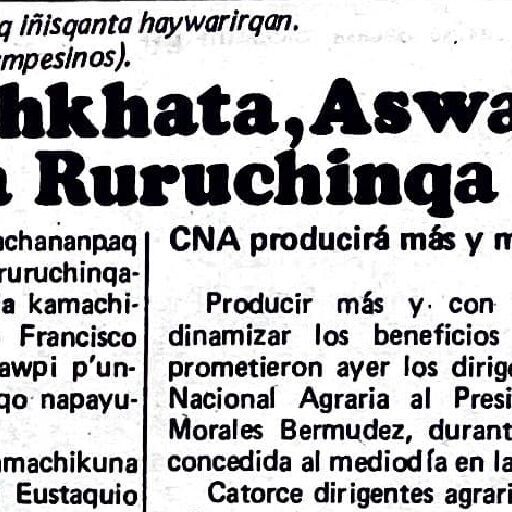 q iñisqanta haywarirqan.
mpesinos).
hkhata, Aswa
a Ruruchinqa
achananpaq
ruruchinqa-
a kamachi-
Francisco
awpi p'un-
qo napayu-
amachikuna
Eustaquio
CNA producirá más y m
Producir más y con
dinamizar los beneficios
prometieron ayer los dirige
Nacional Agraria al Presi
Morales Bermudez, durant
concedida al mediodía en la
Catorce dirigentes agrari